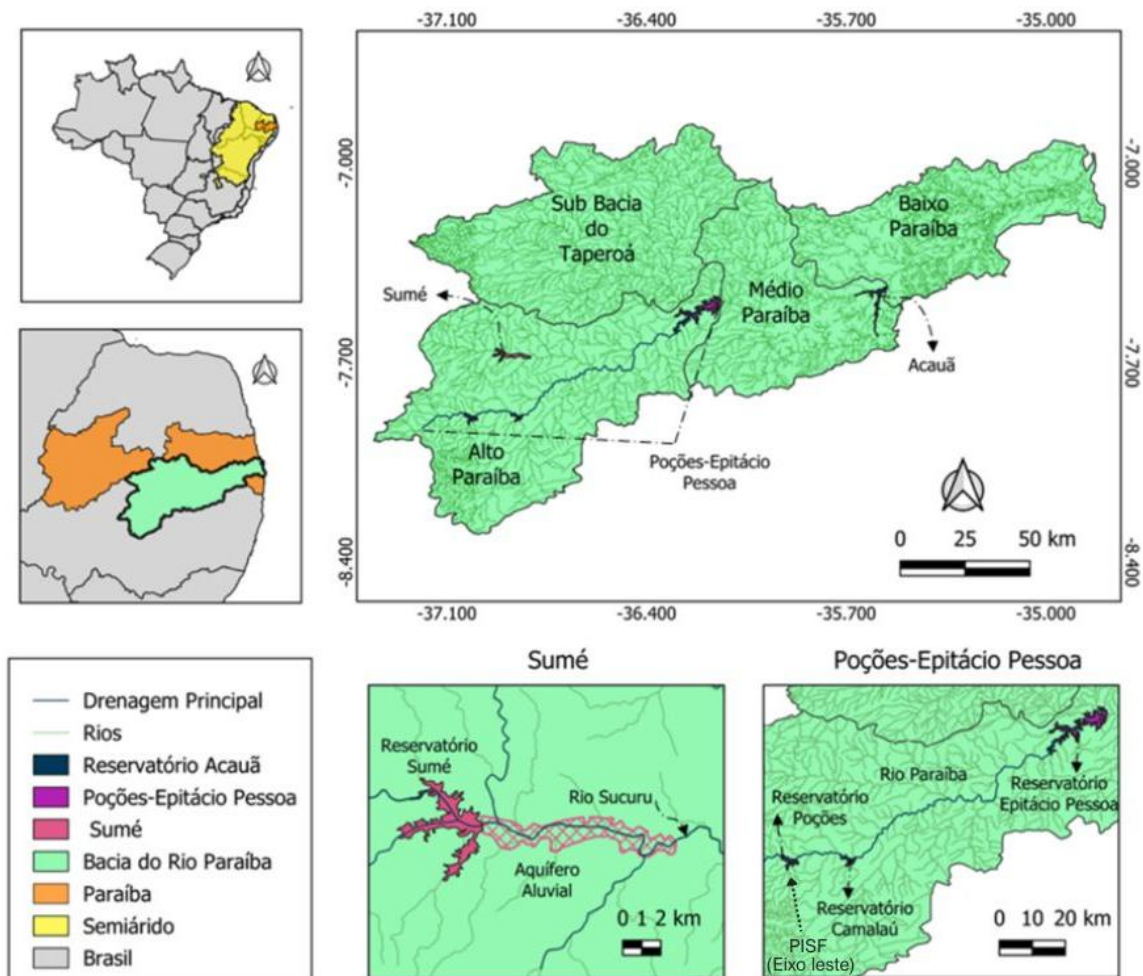 -37.100 -36.400 -35.700 -35.000
-7.000
-7.700
-8.400
-7.000
-7.700
-8.400
Sub Bacia
do
Taperoá
Baixo
Paraíba
Médio
Paraíba
Sumé
Acauã
Alto
Paraíba
Poções-Epitácio
Pessoa
0 25 50 km
-37.100 -36.400 -35.700 -35.000
Drenagem Principal
Rios
Reservatório Acauã
Poções-Epitácio Pessoa
Sumé
Bacia do Rio Paraíba
Paraíba
Semiárido
Brasil
Sumé
Reservatório
Sumé
Rio Sucuru
Aquífero
Aluvial
0 1 2 km
Poções-Epitácio Pessoa
Rio Paraíba
Reservatório
Epitácio Pessoa
Reservatório
Poções
Reservatório
Camalaú
PISF
(Eixo leste)
0 10 20 km